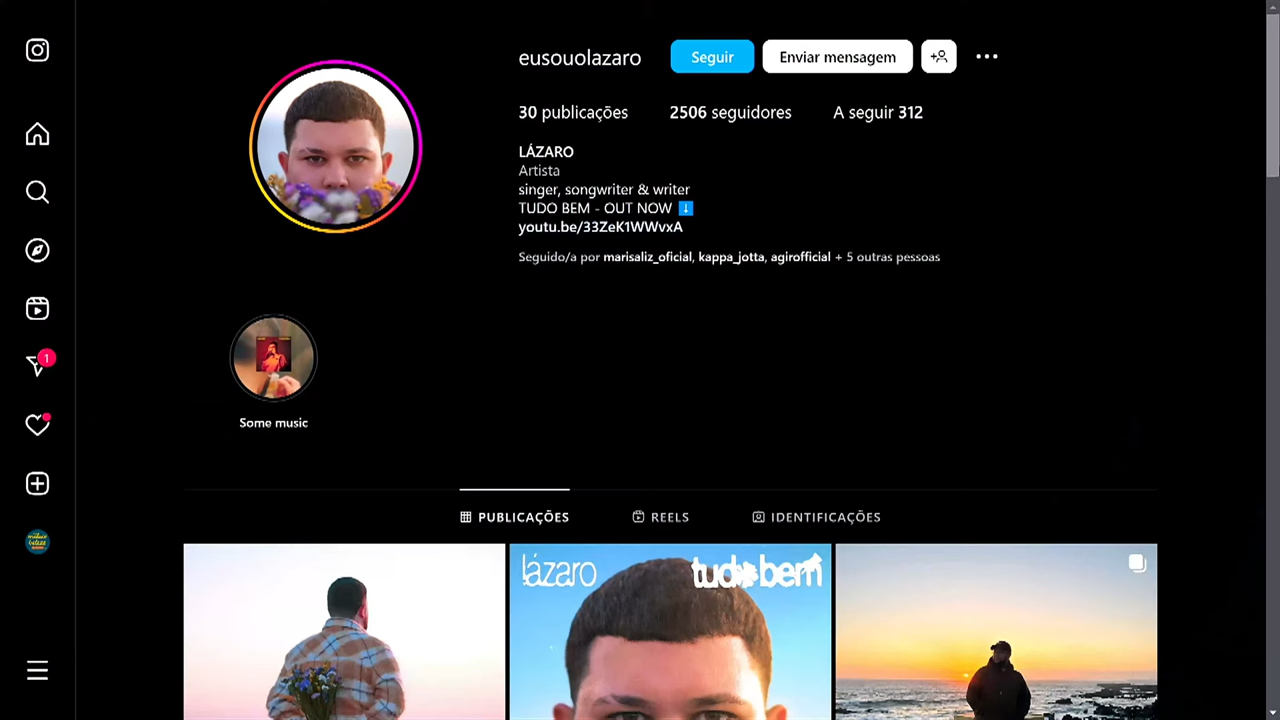 eusouolazaro Seguir Enviar mensagem
30 publicações 2506 seguidores A seguir 312
LÁZARO
Artista
singer, songwriter & writer
TUDO BEM - OUT NOW ⬇
youtu.be/33ZeK1WWvxA
Seguido/a por marisaliz_oficial, kappa_jotta, agirofficial + 5 outras pessoas
1
Some music
PUBLICAÇÕES REELS IDENTIFICAÇÕES
lázaro tudo bem